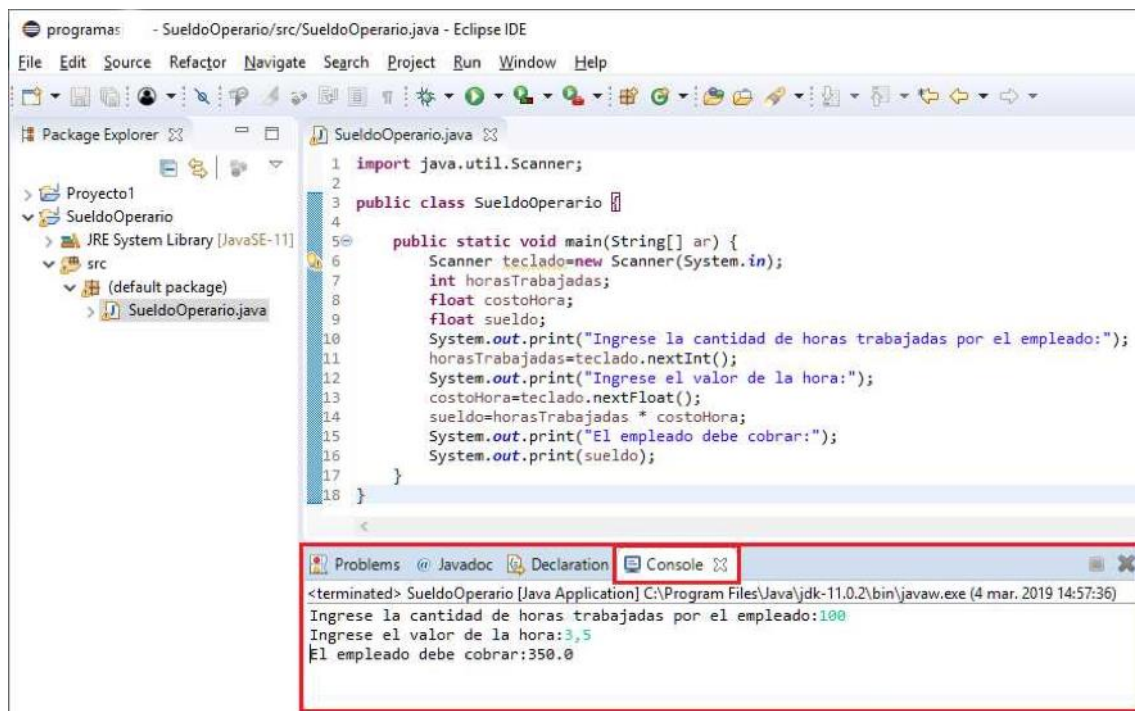 programas - SueldoOperario/src/SueldoOperario.java - Eclipse IDE
File Edit Source Refactor Navigate Search Project Run Window Help
Package Explorer
SueldoOperario.java
Proyecto1
SueldoOperario
JRE System Library [JavaSE-11]
src
(default package)
SueldoOperario.java
1 import java.util.Scanner;
2
3 public class SueldoOperario {
4
5 public static void main(String[] ar) {
6 Scanner teclado=new Scanner(System.in);
7 int horasTrabajadas;
8 float costoHora;
9 float sueldo;
10 System.out.print("Ingrese la cantidad de horas trabajadas por el empleado:");
11 horasTrabajadas=teclado.nextInt();
12 System.out.print("Ingrese el valor de la hora:");
13 costoHora=teclado.nextFloat();
14 sueldo=horasTrabajadas * costoHora;
15 System.out.print("El empleado debe cobrar:");
16 System.out.print(sueldo);
17 }
18 }
Problems @ Javadoc Declaration Console
<terminated> SueldoOperario [Java Application] C:\Program Files\Java\jdk-11.0.2\bin\javaw.exe (4 mar. 2019 14:57:36)
Ingrese la cantidad de horas trabajadas por el empleado:100
Ingrese el valor de la hora:3,5
El empleado debe cobrar:350.0